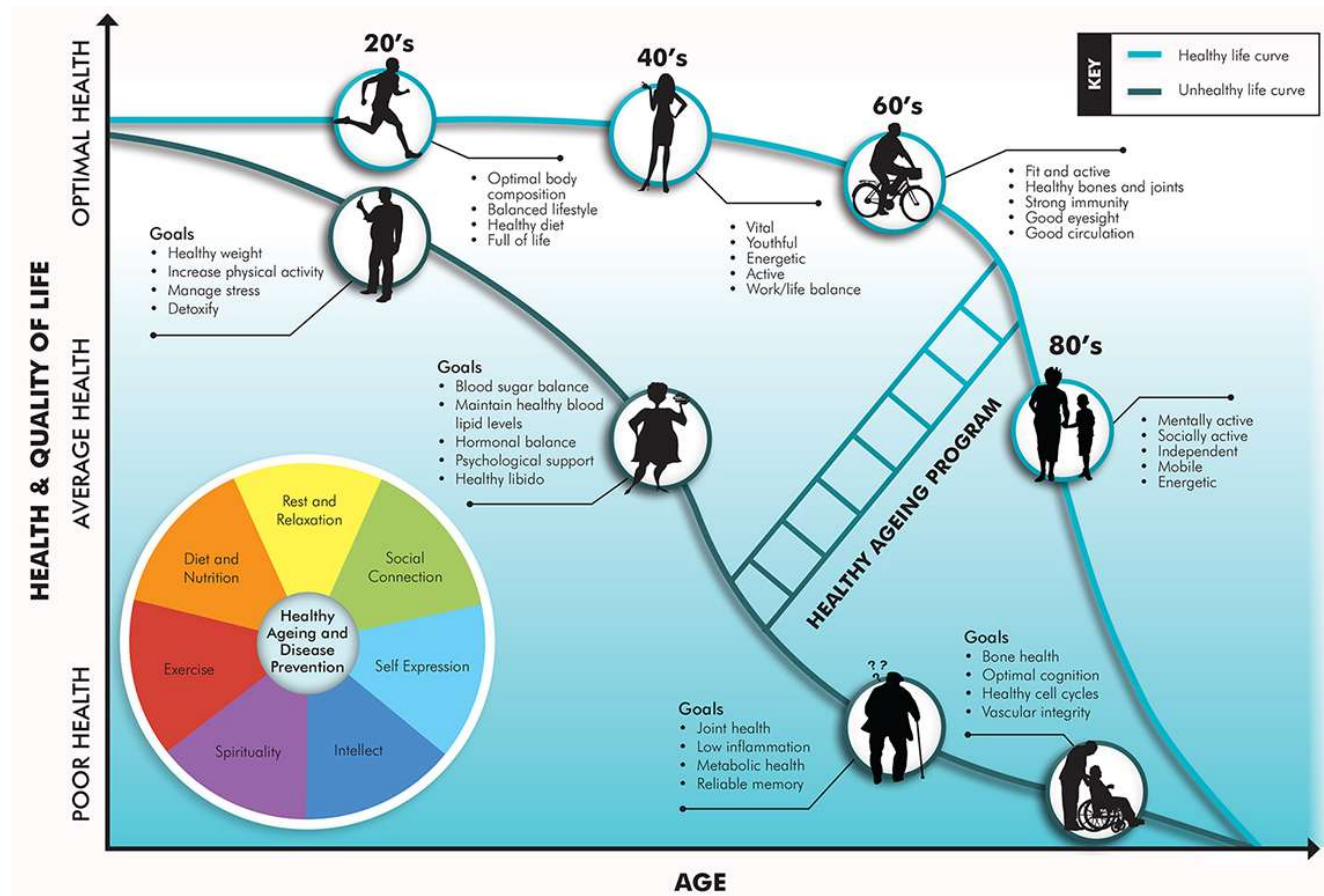 20's
40's
60's
KEY
Healthy life curve
Unhealthy life curve
OPTIMAL HEALTH
AVERAGE HEALTH
POOR HEALTH
HEALTH & QUALITY OF LIFE
• Optimal body
composition
• Balanced lifestyle
• Healthy diet
• Full of life
• Vital
• Youthful
• Energetic
• Active
• Work/life balance
• Fit and active
• Healthy bones and joints
• Strong immunity
• Good eyesight
• Good circulation
Goals
• Healthy weight
• Increase physical activity
• Manage stress
• Detoxify
80's
• Mentally active
• Socially active
• Independent
• Mobile
• Energetic
Goals
• Blood sugar balance
• Maintain healthy blood
lipid levels
• Hormonal balance
• Psychological support
• Healthy libido
HEALTHY AGEING PROGRAM
Rest and
Relaxation
Social
Connection
Self Expression
Intellect
Spirituality
Exercise
Diet and
Nutrition
Healthy
Ageing and
Disease
Prevention
? ?
?
Goals
• Joint health
• Low inflammation
• Metabolic health
• Reliable memory
Goals
• Bone health
• Optimal cognition
• Healthy cell cycles
• Vascular integrity
AGE